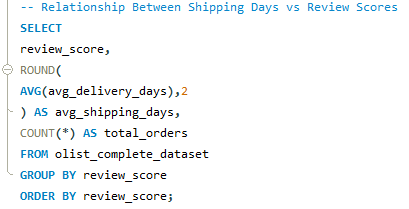 -- Relationship Between Shipping Days vs Review Scores
SELECT
review_score,
ROUND(
AVG(avg_delivery_days),2
) AS avg_shipping_days,
COUNT(*) AS total_orders
FROM olist_complete_dataset
GROUP BY review_score
ORDER BY review_score;